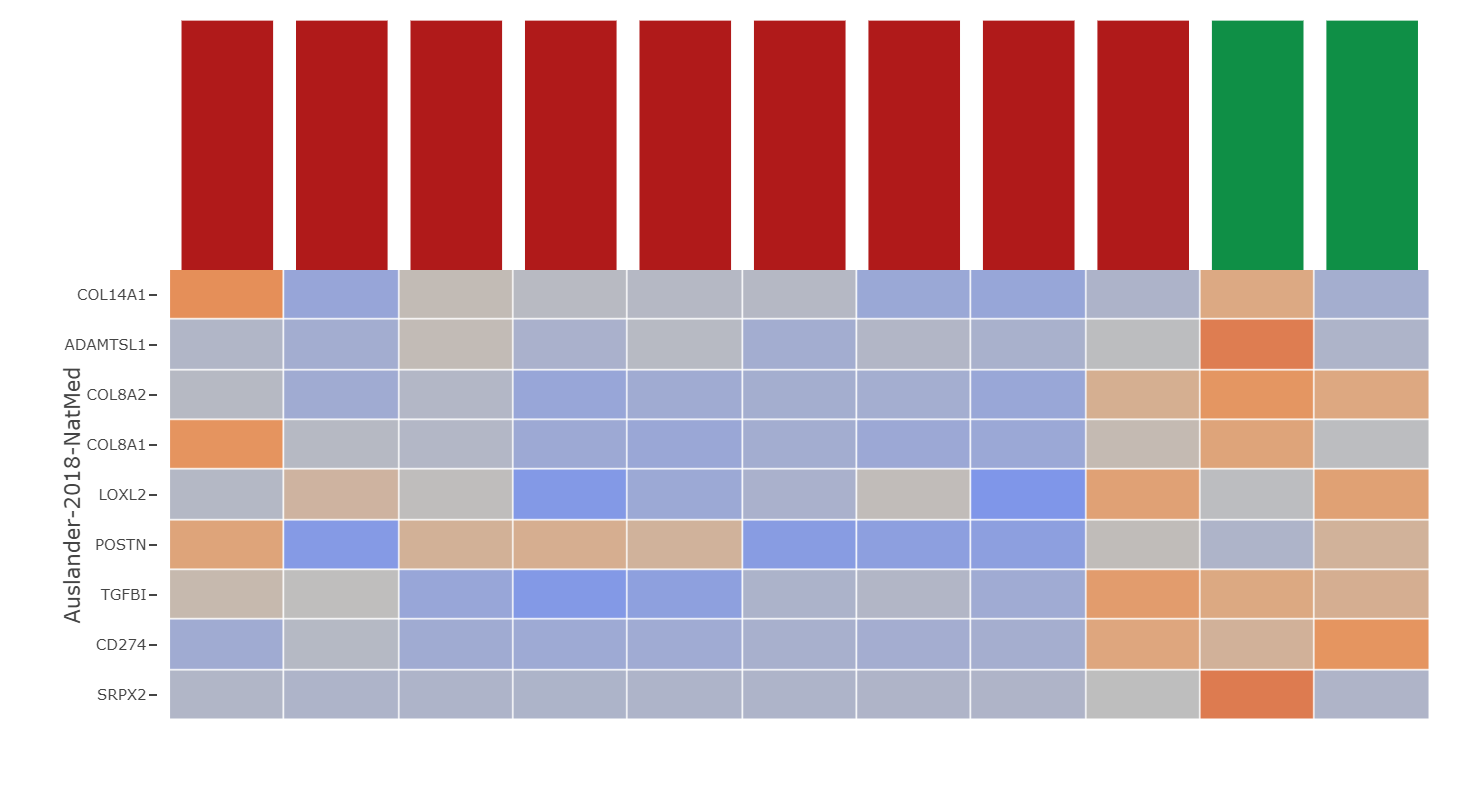 Auslander-2018-NatMed
COL14A1
ADAMTSL1
COL8A2
COL8A1
LOXL2
POSTN
TGFBI
CD274
SRPX2